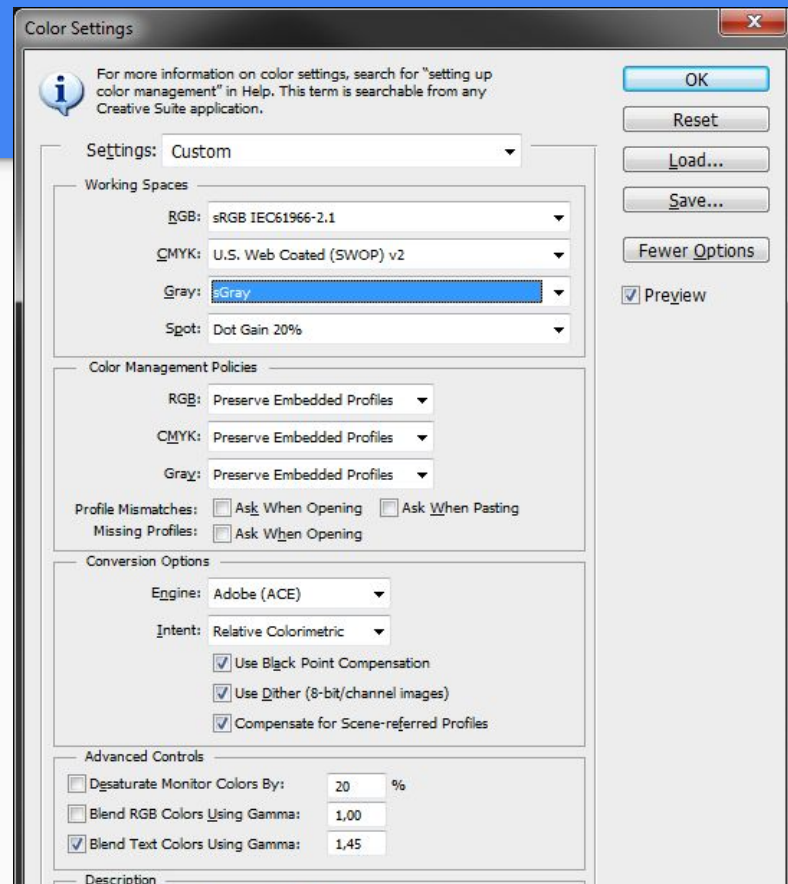 Color Settings
For more information on color settings, search for “setting up
color management” in Help. This term is searchable from any
Creative Suite application.
OK
Reset
Load...
Save...
Fewer Options
Preview
Settings: Custom
Working Spaces
RGB: sRGB IEC61966-2.1
CMYK: U.S. Web Coated (SWOP) v2
Gray: sGray
Spot: Dot Gain 20%
Color Management Policies
RGB: Preserve Embedded Profiles
CMYK: Preserve Embedded Profiles
Gray: Preserve Embedded Profiles
Profile Mismatches: Ask When Opening Ask When Pasting
Missing Profiles: Ask When Opening
Conversion Options
Engine: Adobe (ACE)
Intent: Relative Colorimetric
Use Black Point Compensation
Use Dither (8-bit/channel images)
Compensate for Scene-referred Profiles
Advanced Controls
Desaturate Monitor Colors By: 20 %
Blend RGB Colors Using Gamma: 1,00
Blend Text Colors Using Gamma: 1,45
Description